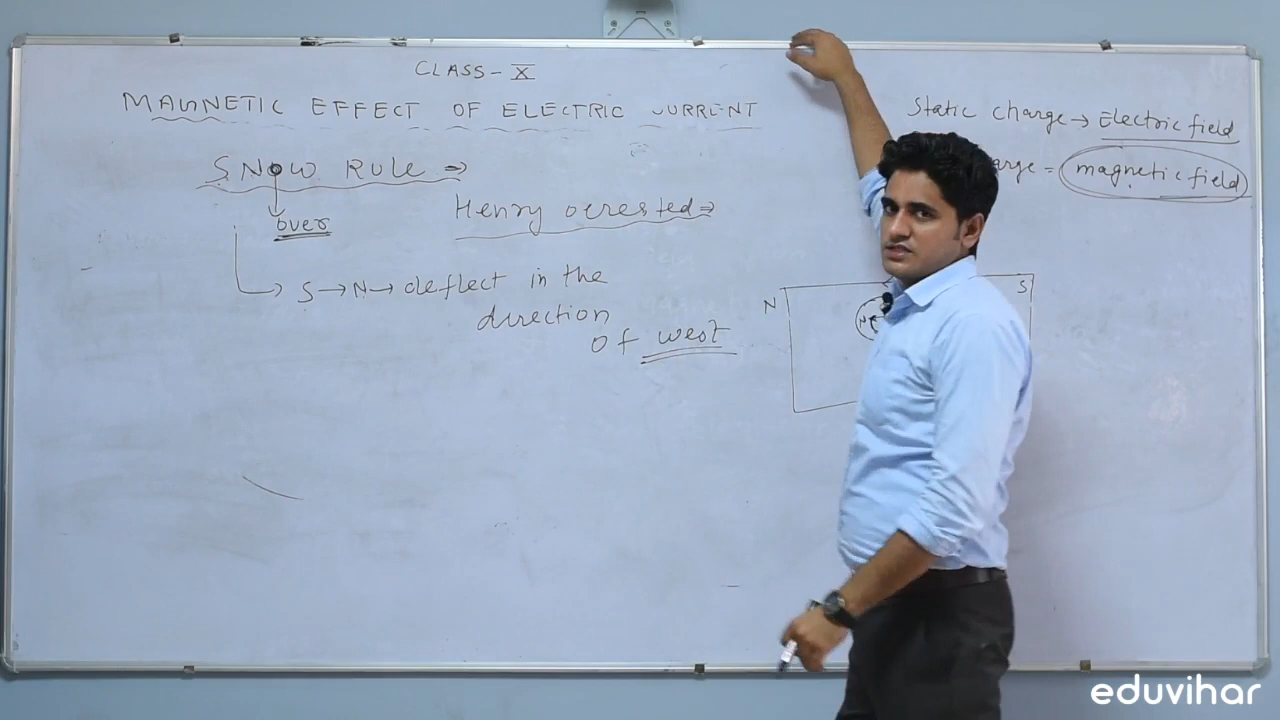 CLASS - X
MAGNETIC EFFECT OF ELECTRIC CURRENT
SNOW RULE ⇒
over
Henry oersted ⇒
S → N → deflect in the
direction
of west
Static charge → Electric field
arge = magnetic field
N
S
N
eduvihar